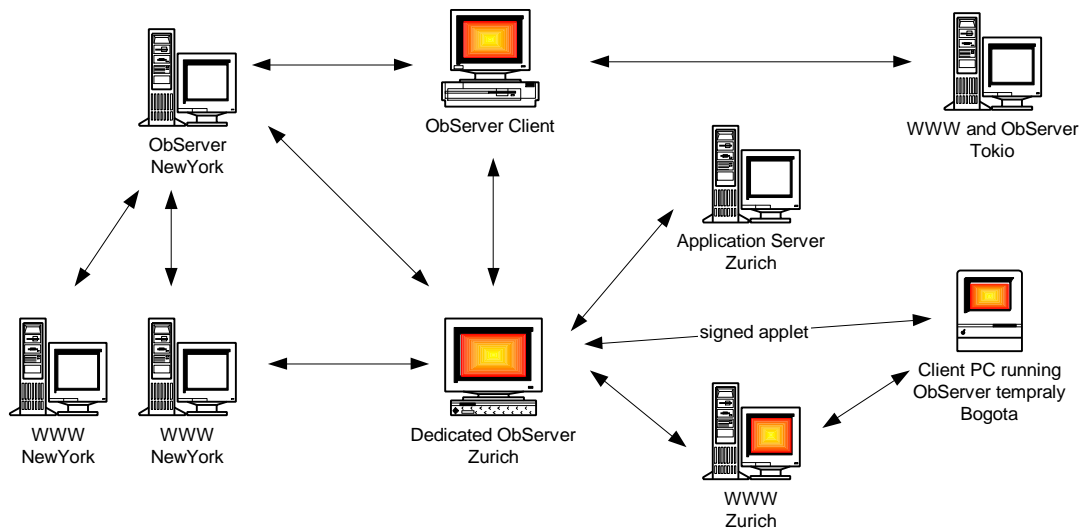 ObServer
NewYork
ObServer Client
WWW and ObServer
Tokio
Application Server
Zurich
signed applet
Client PC running
ObServer tempraly
Bogota
WWW
NewYork
WWW
NewYork
Dedicated ObServer
Zurich
WWW
Zurich